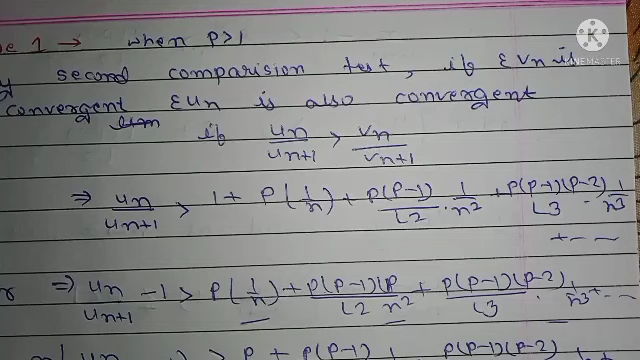 e 1 → when P>1
y second comparision test, if Σvn is
convergent Σun is also convergent
if un/un+1 > vn/vn+1
⇒ un/un+1 > 1 + P(1/n) + P(P-1)/L2 · 1/n² + P(P-1)(P-2)/L3 · 1/n3
+ - -
r ⇒ un/un+1 -1 > P(1/n) + P(P-1)(P/L2 n² + P(P-1)(P-2)/L3 · n3 + - -
K
NEMASTER